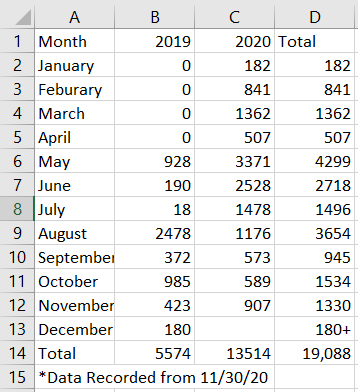 A B C D
1 Month 2019 2020 Total
2 January 0 182 182
3 Feburary 0 841 841
4 March 0 1362 1362
5 April 0 507 507
6 May 928 3371 4299
7 June 190 2528 2718
8 July 18 1478 1496
9 August 2478 1176 3654
10 September 372 573 945
11 October 985 589 1534
12 November 423 907 1330
13 December 180 180+
14 Total 5574 13514 19,088
15 *Data Recorded from 11/30/20